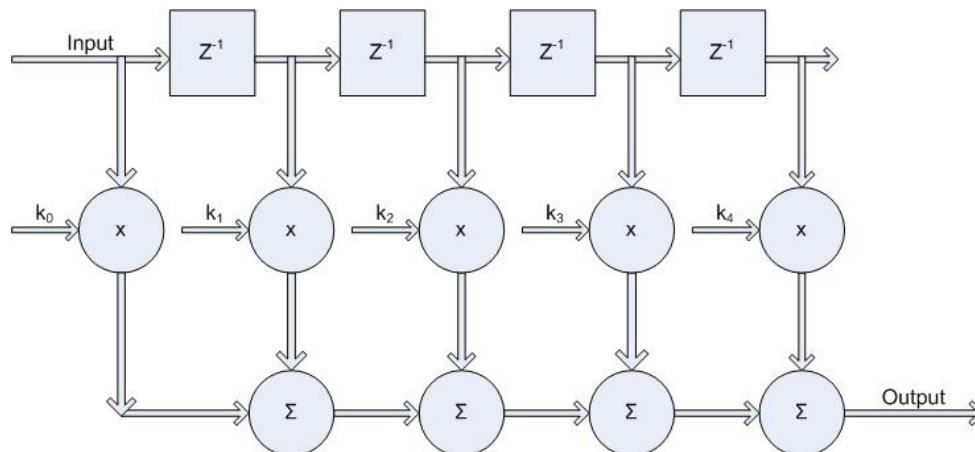 Input Z⁻¹ Z⁻¹ Z⁻¹ Z⁻¹
k₀ x k₁ x k₂ x k₃ x k₄ x
Σ Σ Σ Σ Output